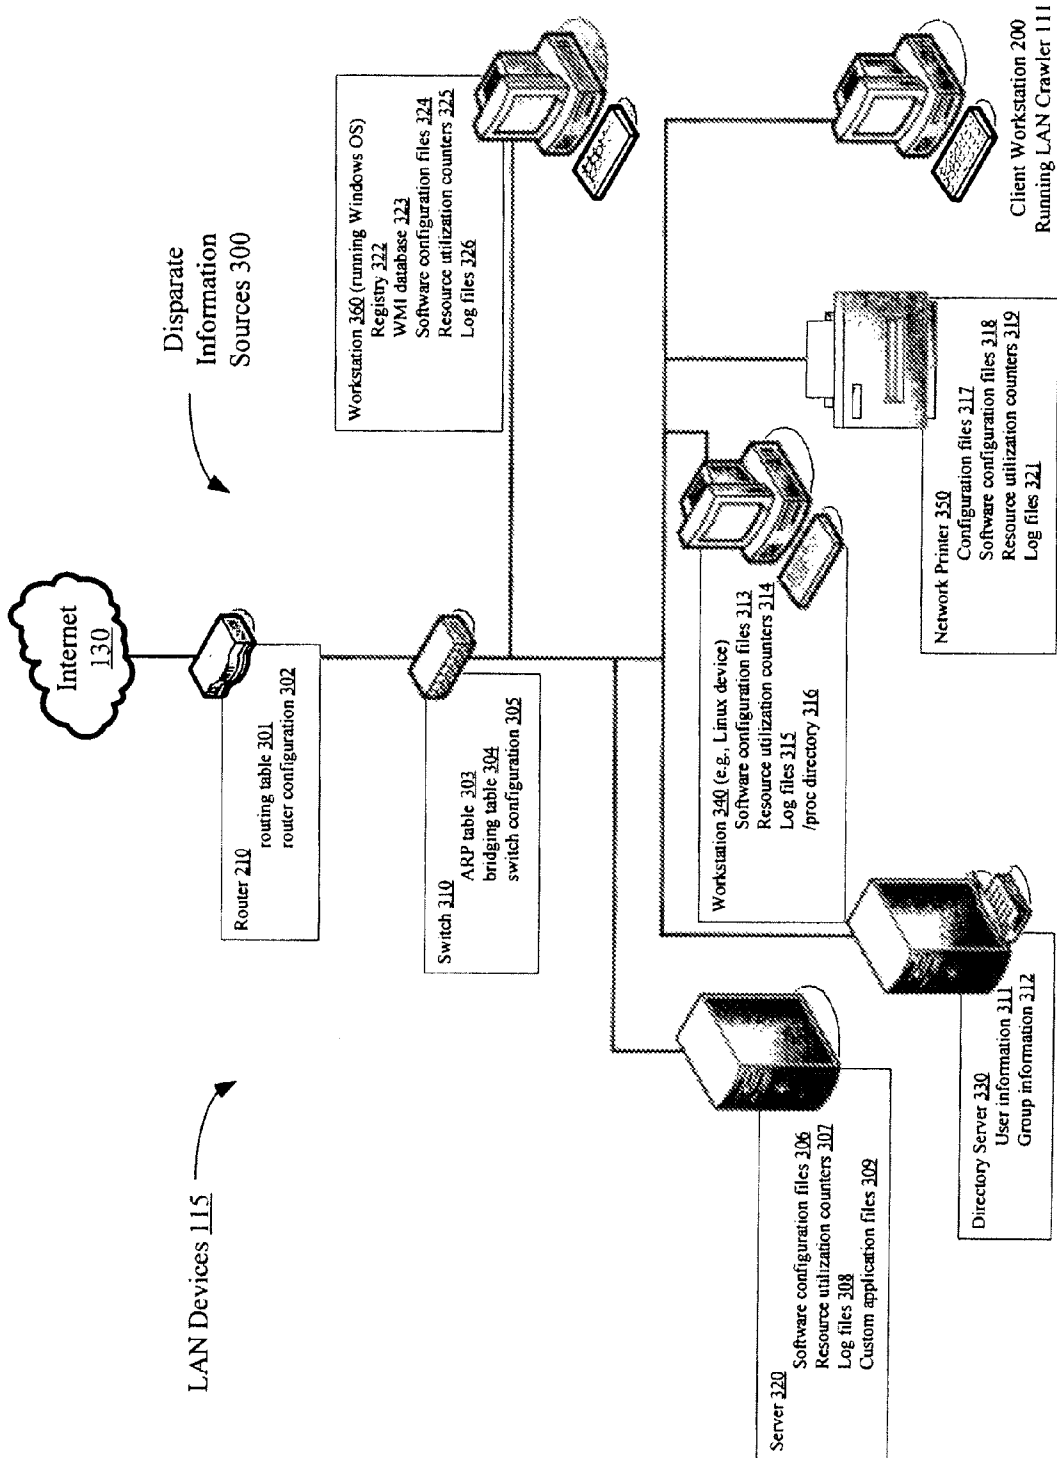 LAN Devices 115
Disparate
Information
Sources 300
Internet
130
Router 210
routing table 301
router configuration 302
Switch 310
ARP table 303
bridging table 304
switch configuration 305
Workstation 360 (running Windows OS)
Registry 322
WMI database 323
Software configuration files 324
Resource utilization counters 325
Log files 326
Server 320
Software configuration files 306
Resource utilization counters 307
Log files 308
Custom application files 309
Workstation 340 (e.g., Linux device)
Software configuration files 313
Resource utilization counters 314
Log files 315
/proc directory 316
Directory Server 330
User information 311
Group information 312
Network Printer 350
Configuration files 317
Software configuration files 318
Resource utilization counters 319
Log files 321
Client Workstation 200
Running LAN Crawler 111